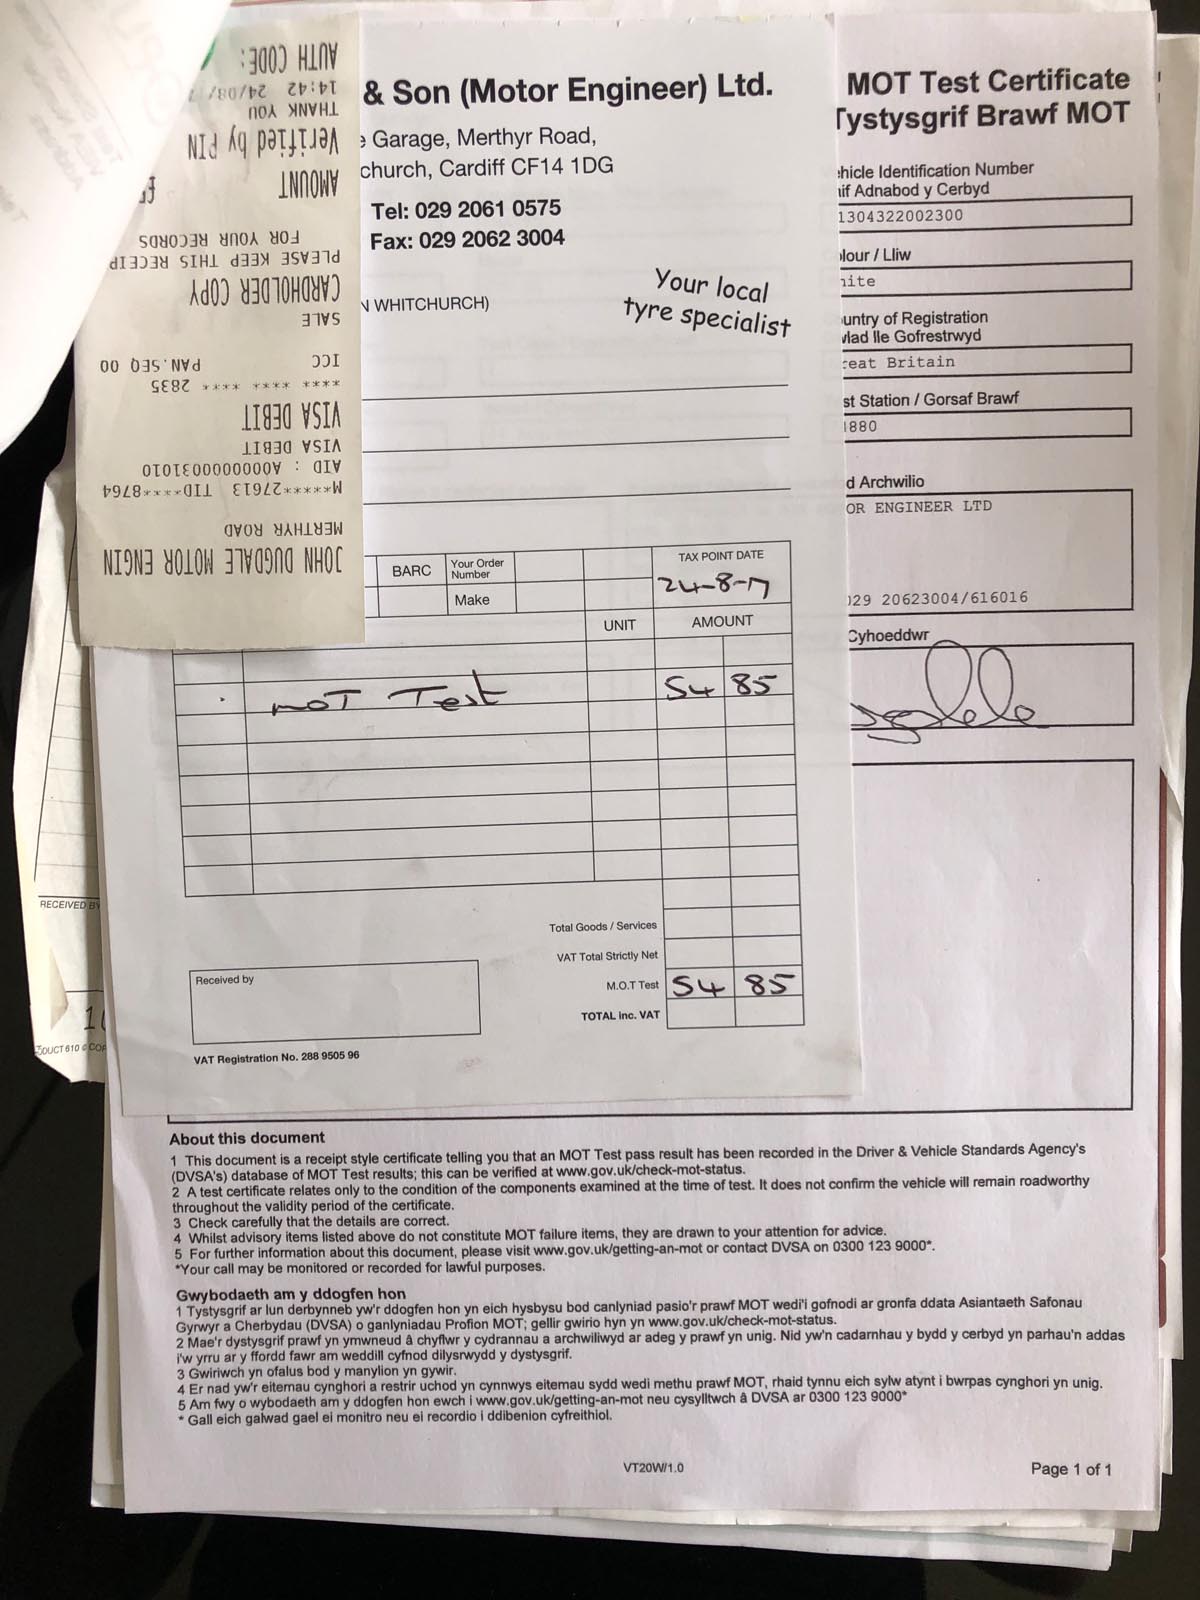 AUTH CODE:
14:42 24/08/
THANK YOU
Verified by PIN
AMOUNT
FOR YOUR RECORDS
PLEASE KEEP THIS RECEIP
CARDHOLDER COPY
SALE
ICC PAN.SEQ 00
**** **** **** 2835
VISA DEBIT
VISA DEBIT
AID : A0000000031010
M*****27613 TID****8764
MERTHYR ROAD
JOHN DUGDALE MOTOR ENGIN
& Son (Motor Engineer) Ltd.
e Garage, Merthyr Road,
church, Cardiff CF14 1DG
Tel: 029 2061 0575
Fax: 029 2062 3004
N WHITCHURCH)
Your local
tyre specialist
BARC
Your Order
Number
Make
TAX POINT DATE
24-8-17
UNIT
AMOUNT
MOT Test 54 85
Total Goods / Services
VAT Total Strictly Net
M.O.T Test 54 85
TOTAL inc. VAT
Received by
VAT Registration No. 288 9505 96
MOT Test Certificate
Tystysgrif Brawf MOT
ehicle Identification Number
nif Adnabod y Cerbyd
1304322002300
lour / Lliw
hite
untry of Registration
vlad lle Gofrestrwyd
reat Britain
st Station / Gorsaf Brawf
1880
d Archwilio
OR ENGINEER LTD
029 20623004/616016
Cyhoeddwr
RECEIVED BY
About this document
1 This document is a receipt style certificate telling you that an MOT Test pass result has been recorded in the Driver & Vehicle Standards Agency's
(DVSA's) database of MOT Test results; this can be verified at www.gov.uk/check-mot-status.
2 A test certificate relates only to the condition of the components examined at the time of test. It does not confirm the vehicle will remain roadworthy
throughout the validity period of the certificate.
3 Check carefully that the details are correct.
4 Whilst advisory items listed above do not constitute MOT failure items, they are drawn to your attention for advice.
5 For further information about this document, please visit www.gov.uk/getting-an-mot or contact DVSA on 0300 123 9000*.
*Your call may be monitored or recorded for lawful purposes.
Gwybodaeth am y ddogfen hon
1 Tystysgrif ar lun derbynneb yw'r ddogfen hon yn eich hysbysu bod canlyniad pasio'r prawf MOT wedi'i gofnodi ar gronfa ddata Asiantaeth Safonau
Gyrwyr a Cherbydau (DVSA) o ganlyniadau Profion MOT; gellir gwirio hyn yn www.gov.uk/check-mot-status.
2 Mae'r dystysgrif prawf yn ymwneud â chyflwr y cydrannau a archwiliwyd ar adeg y prawf yn unig. Nid yw'n cadarnhau y bydd y cerbyd yn parhau'n addas
i'w yrru ar y ffordd fawr am weddill cyfnod dilysrwydd y dystysgrif.
3 Gwiriwch yn ofalus bod y manylion yn gywir.
4 Er nad yw'r eitemau cynghori a restrir uchod yn cynnwys eitemau sydd wedi methu prawf MOT, rhaid tynnu eich sylw atynt i bwrpas cynghori yn unig.
5 Am fwy o wybodaeth am y ddogfen hon ewch i www.gov.uk/getting-an-mot neu cysylltwch â DVSA ar 0300 123 9000*
* Gall eich galwad gael ei monitro neu ei recordio i ddibenion cyfreithiol.
VT20W/1.0
Page 1 of 1